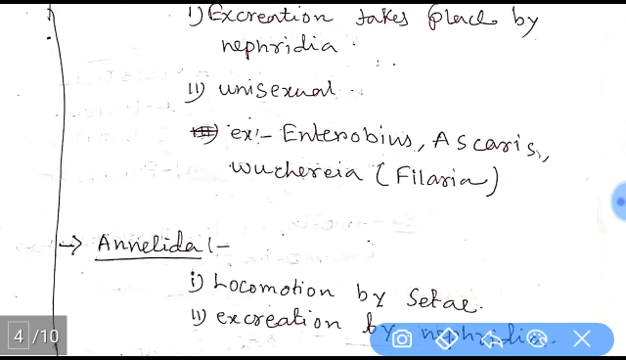 i) Excreation takes place by
nephridia.
ii) unisexual.
ex:- Enterobius, Ascaris,
wuchereia (Filaria)
→ Annelida :-
i) Locomotion by Setae.
ii) excreation by nephridia.
4 /10